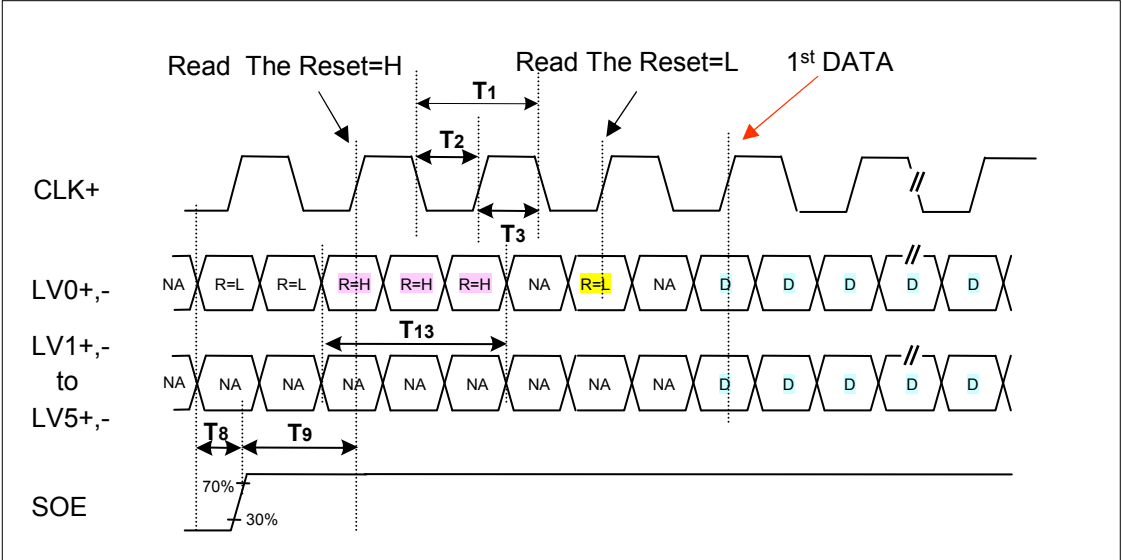 Read The Reset=H
Read The Reset=L
1st DATA
T1
T2
CLK+
T3
LV0+,-
NA R=L R=L R=H R=H R=H NA R=L NA D D D D D
T13
LV1+,-
to
LV5+,-
NA NA NA NA NA NA NA NA NA D D D D D
T8 T9
SOE
70%
30%